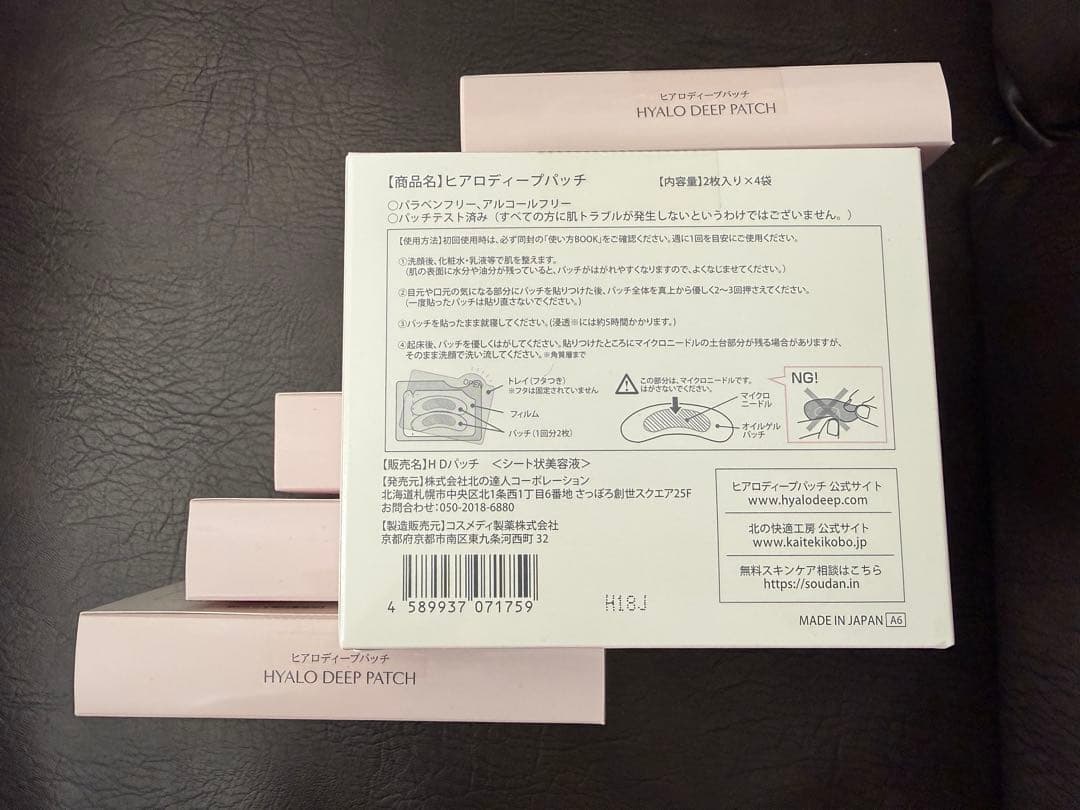 ヒアロディープパッチ
HYALO DEEP PATCH
【商品名】ヒアロディープパッチ 【内容量】2枚入り×4袋
○パラベンフリー、アルコールフリー
○パッチテスト済み（すべての方に肌トラブルが発生しないというわけではございません。）
【使用方法】初回使用時は、必ず同封の「使い方BOOK」をご確認ください。週に1回を目安にご使用ください。
①洗顔後、化粧水・乳液等で肌を整えます。
（肌の表面に水分や油分が残っていると、パッチがはがれやすくなりますので、よくなじませてください。）
②目元や口元の気になる部分にパッチを貼りつけた後、パッチ全体を真上から優しく2～3回押さえてください。
（一度貼ったパッチは貼り直さないでください。）
③パッチを貼ったまま就寝してください。（浸透※には約5時間かかります。）
④起床後、パッチを優しくはがしてください。貼りつけたところにマイクロニードルの土台部分が残る場合がありますが、
そのまま洗顔で洗い流してください。※角質層まで
OPEN
トレイ（フタつき）
※フタは固定されていません
フィルム
パッチ（1回分2枚）
この部分は、マイクロニードルです。
はがさないでください。
マイクロ
ニードル
オイルゲル
パッチ
NG!
【販売名】H Dパッチ ＜シート状美容液＞
【発売元】株式会社北の達人コーポレーション
北海道札幌市中央区北1条西1丁目6番地 さっぽろ創世スクエア25F
お問合わせ：050-2018-6880
【製造販売元】コスメディ製薬株式会社
京都府京都市南区東九条河西町 32
4 589937 071759
H18J
ヒアロディープパッチ 公式サイト
www.hyalodeep.com
北の快適工房 公式サイト
www.kaitekikobo.jp
無料スキンケア相談はこちら
https://soudan.in
MADE IN JAPAN A6
ヒアロディープパッチ
HYALO DEEP PATCH